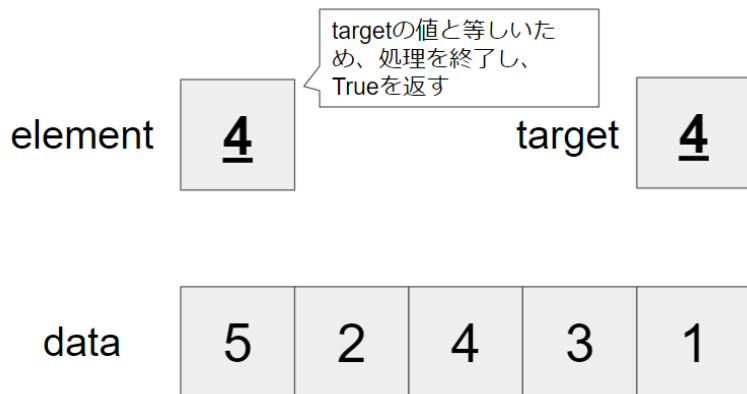 targetの値と等しいた
め、処理を終了し、
Trueを返す
element 4 target 4
data 5 2 4 3 1